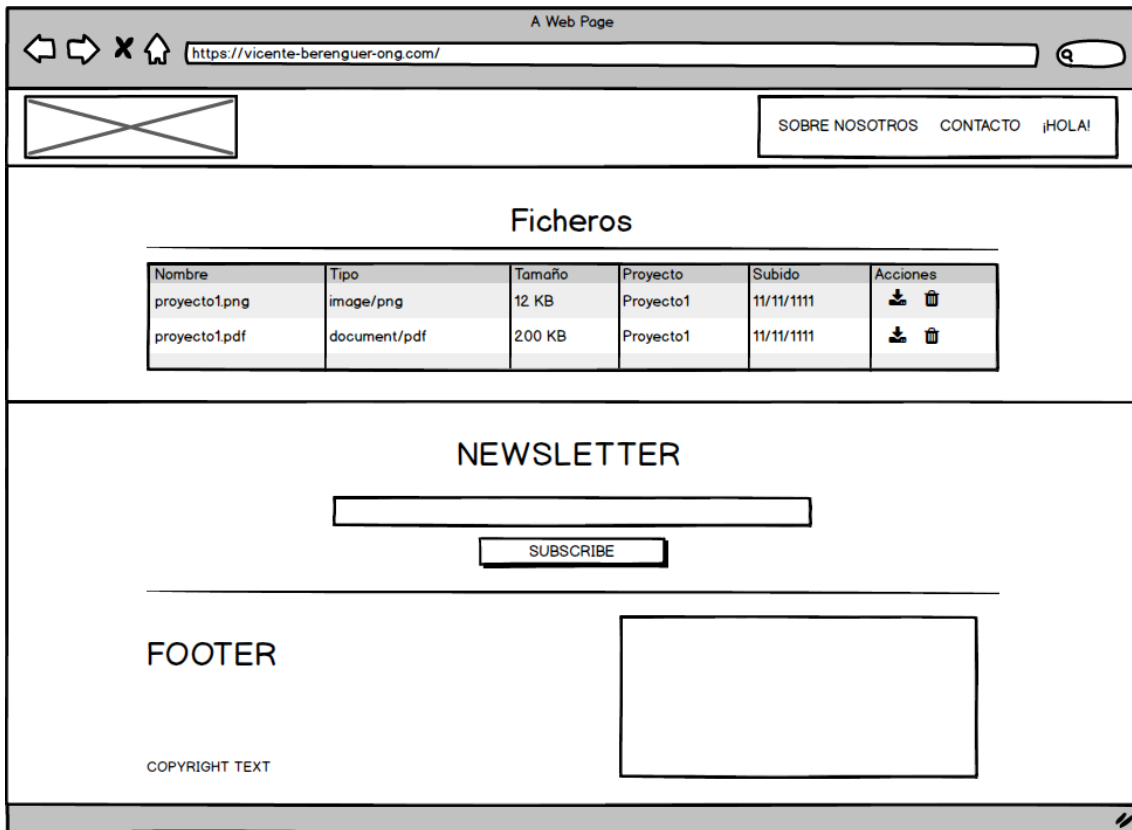 A Web Page
https://vicente-berenguer-ong.com/
SOBRE NOSOTROS CONTACTO ¡HOLA!
Ficheros
Nombre Tipo Tamaño Proyecto Subido Acciones
proyecto1.png image/png 12 KB Proyecto1 11/11/1111
proyecto1.pdf document/pdf 200 KB Proyecto1 11/11/1111
NEWSLETTER
SUBSCRIBE
FOOTER
COPYRIGHT TEXT